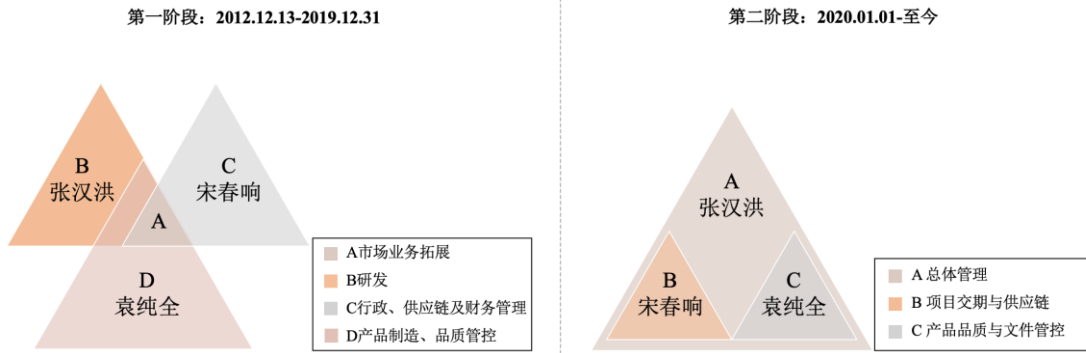 第一阶段：2012.12.13-2019.12.31
B
张汉洪
C
宋春响
A
D
袁纯全
A市场业务拓展
B研发
C行政、供应链及财务管理
D产品制造、品质管控
第二阶段：2020.01.01-至今
A
张汉洪
B
宋春响
C
袁纯全
A 总体管理
B 项目交期与供应链
C 产品品质与文件管控